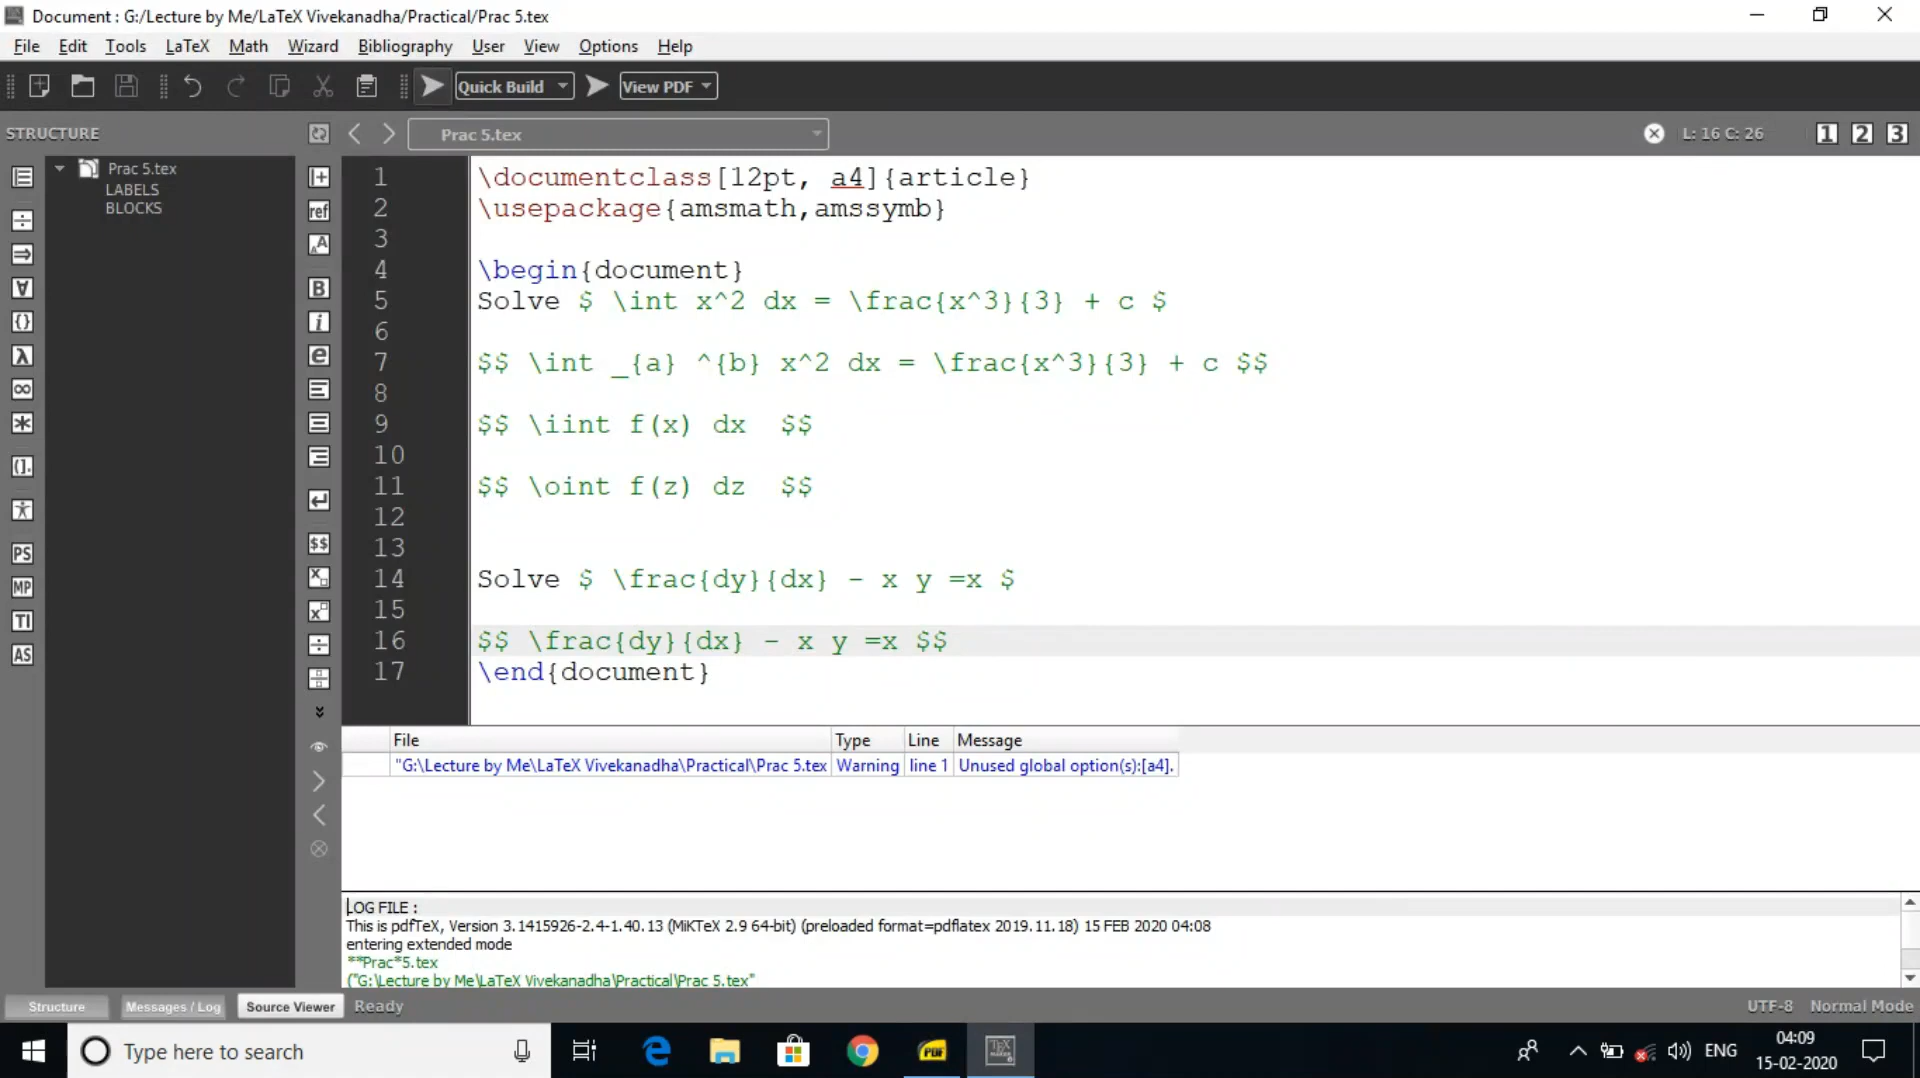 Document : G:/Lecture by Me/LaTeX Vivekanadha/Practical/Prac 5.tex
File Edit Tools LaTeX Math Wizard Bibliography User View Options Help
Quick Build View PDF
STRUCTURE Prac 5.tex L: 16 C: 26 1 2 3
Prac 5.tex
LABELS
BLOCKS
1 \documentclass[12pt, a4]{article}
2 \usepackage{amsmath,amssymb}
3
4 \begin{document}
5 Solve $ \int x^2 dx = \frac{x^3}{3} + c $
6
7 $$ \int _{a} ^{b} x^2 dx = \frac{x^3}{3} + c $$
8
9 $$ \iint f(x) dx  $$
10
11 $$ \oint f(z) dz  $$
12
13
14 Solve $ \frac{dy}{dx} - x y =x $
15
16 $$ \frac{dy}{dx} - x y =x $$
17 \end{document}
ref
B
i
e
$$
PS
MP
TI
AS
File Type Line Message
"G:\Lecture by Me\LaTeX Vivekanadha\Practical\Prac 5.tex Warning line 1 Unused global option(s):[a4].
LOG FILE :
This is pdfTeX, Version 3.1415926-2.4-1.40.13 (MiKTeX 2.9 64-bit) (preloaded format=pdflatex 2019.11.18) 15 FEB 2020 04:08
entering extended mode
**Prac*5.tex
("G:\Lecture by Me\LaTeX Vivekanadha\Practical\Prac 5.tex"
Structure Messages / Log Source Viewer Ready UTF-8 Normal Mode
Type here to search PDF ENG 04:09
15-02-2020